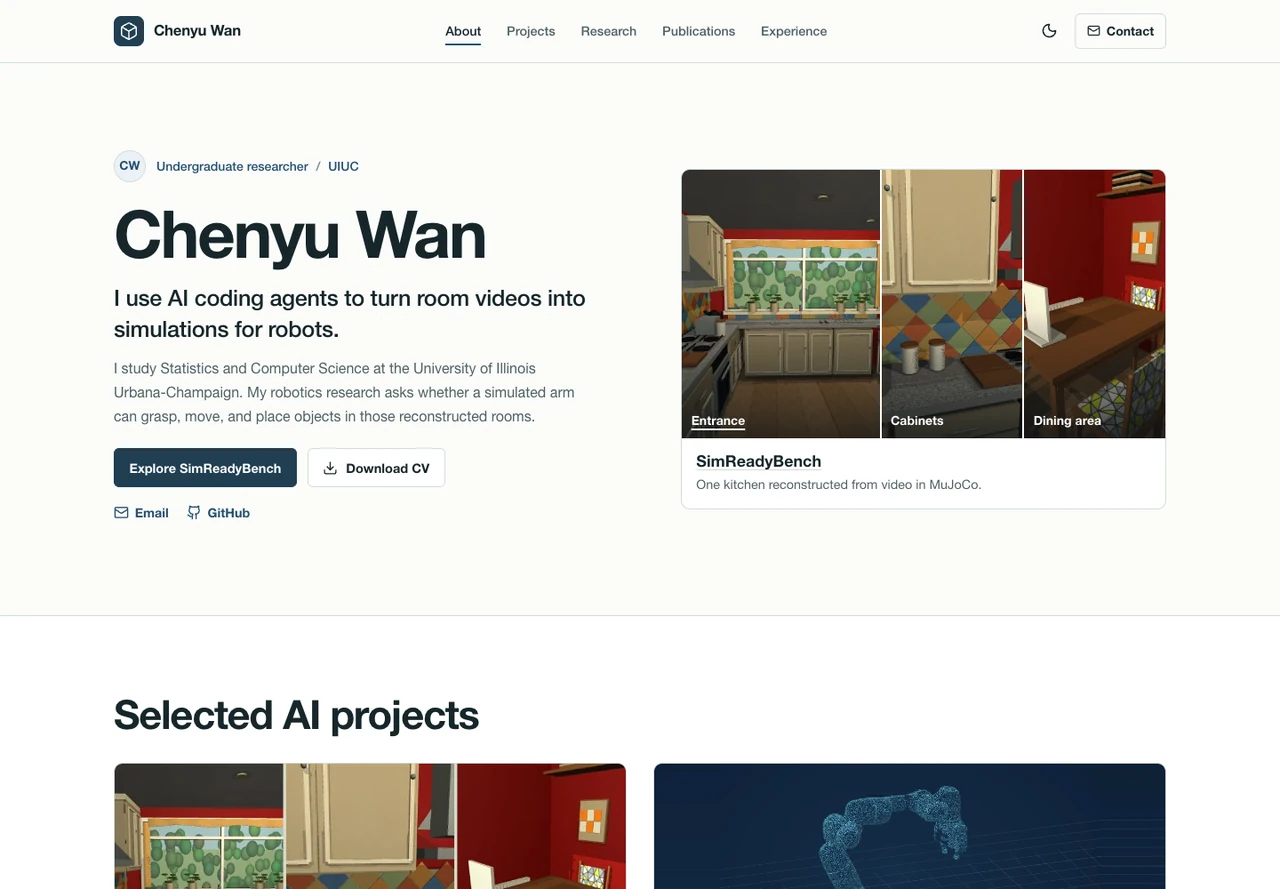 Chenyu Wan
About
Projects
Research
Publications
Experience
Contact
CW
Undergraduate researcher / UIUC
Chenyu Wan
I use AI coding agents to turn room videos into
simulations for robots.
I study Statistics and Computer Science at the University of Illinois
Urbana-Champaign. My robotics research asks whether a simulated arm
can grasp, move, and place objects in those reconstructed rooms.
Explore SimReadyBench
Download CV
Email
GitHub
Entrance
Cabinets
Dining area
SimReadyBench
One kitchen reconstructed from video in MuJoCo.
Selected AI projects